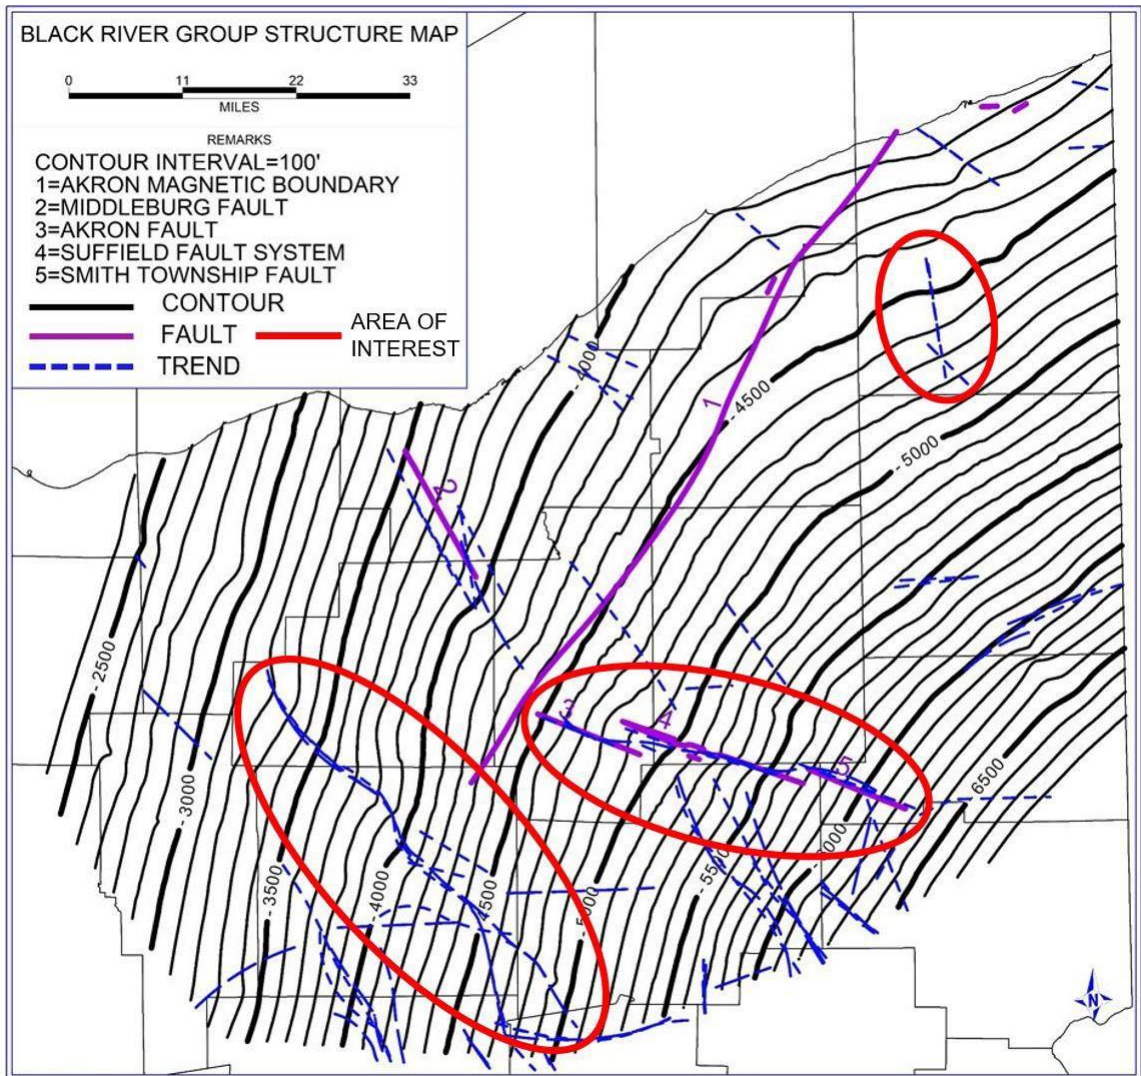 BLACK RIVER GROUP STRUCTURE MAP
0 11 22 33
MILES
REMARKS
CONTOUR INTERVAL=100'
1=AKRON MAGNETIC BOUNDARY
2=MIDDLEBURG FAULT
3=AKRON FAULT
4=SUFFIELD FAULT SYSTEM
5=SMITH TOWNSHIP FAULT
CONTOUR
FAULT
AREA OF
INTEREST
TREND
-4000
1
-4500
-5000
2
-2500
3
4
5
-3000
-6500
-3500
-4000
4500
-5500
N